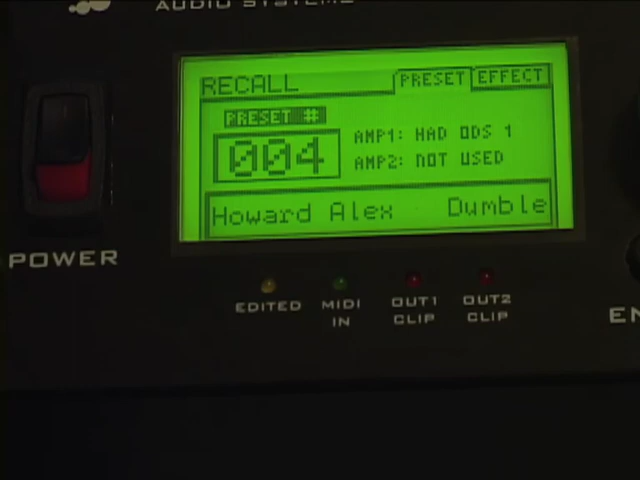 AUDIO SYSTEMS
RECALL PRESET EFFECT
PRESET #
004
AMP1: HAD ODS 1
AMP2: NOT USED
Howard Alex Dumble
POWER
EDITED MIDI IN OUT1 CLIP OUT2 CLIP
EN